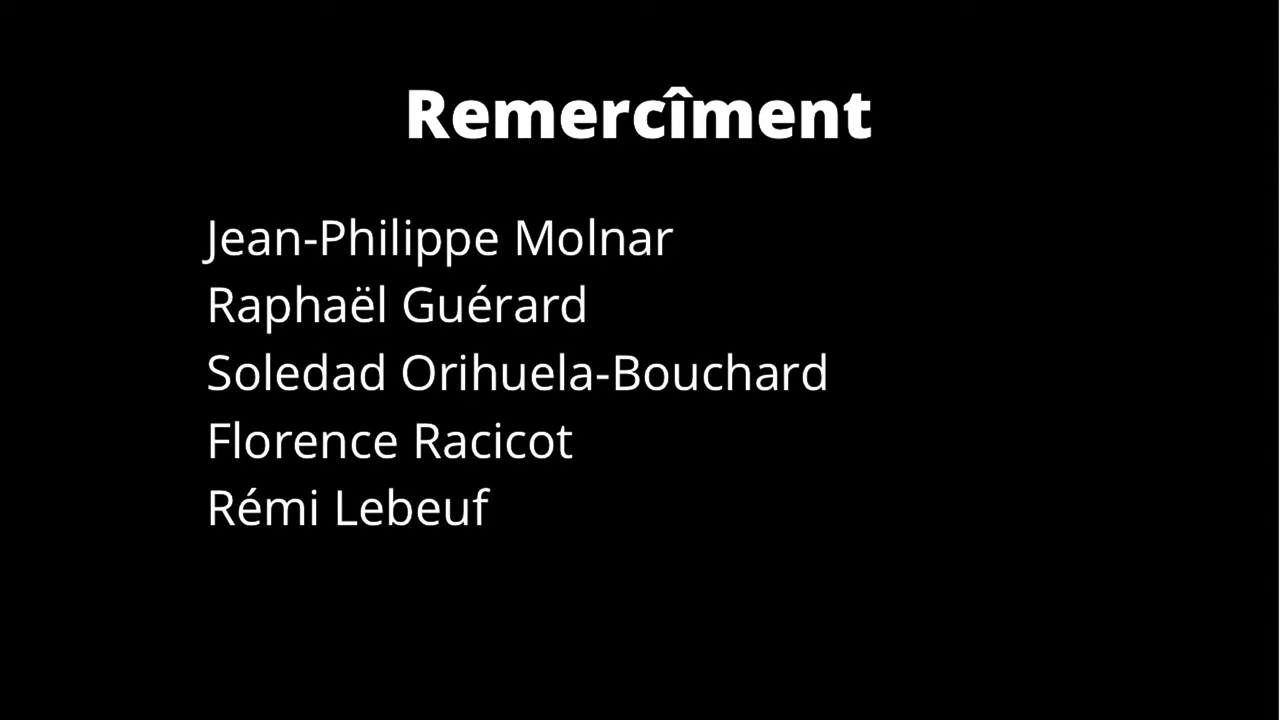 Remercîment
Jean-Philippe Molnar
Raphaël Guérard
Soledad Orihuela-Bouchard
Florence Racicot
Rémi Lebeuf